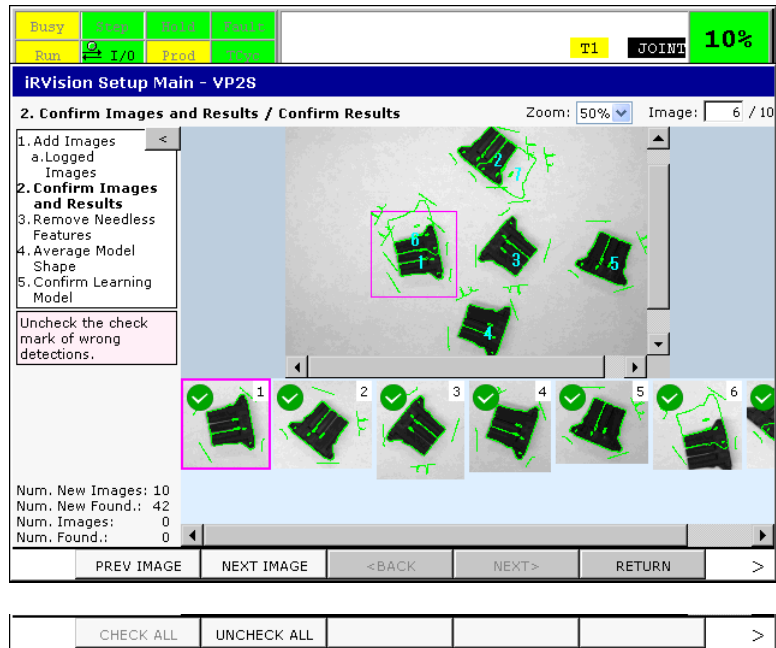 Busy Step Hold Fault
Run I/O Prod TCyc
T1 JOINT 10%
iRVision Setup Main - VP2S
2. Confirm Images and Results / Confirm Results Zoom: 50% Image: 6 / 10
1. Add Images <
a. Logged
Images
2. Confirm Images
and Results
3. Remove Needless
Features
4. Average Model
Shape
5. Confirm Learning
Model
Uncheck the check
mark of wrong
detections.
2
7
6
1
3
5
4
1 2 3 4 5 6
Num. New Images: 10
Num. New Found.: 42
Num. Images: 0
Num. Found.: 0
PREV IMAGE NEXT IMAGE <BACK NEXT> RETURN >
CHECK ALL UNCHECK ALL >